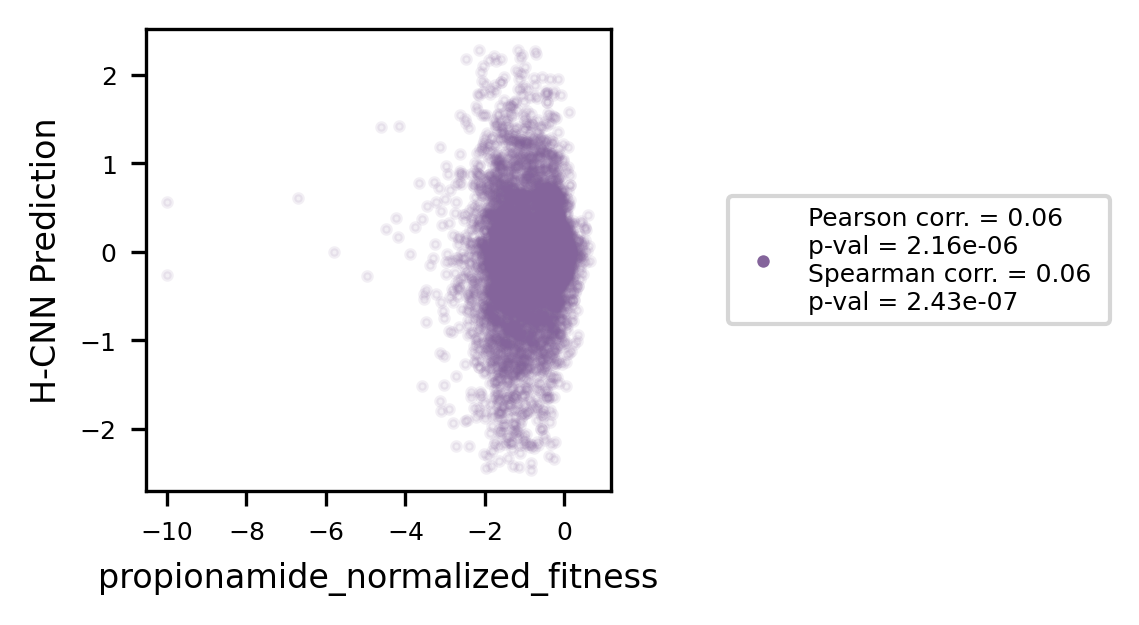 H-CNN Prediction
2
1
0
−1
−2
−10
−8
−6
−4
−2
0
propionamide_normalized_fitness
Pearson corr. = 0.06
p-val = 2.16e-06
Spearman corr. = 0.06
p-val = 2.43e-07